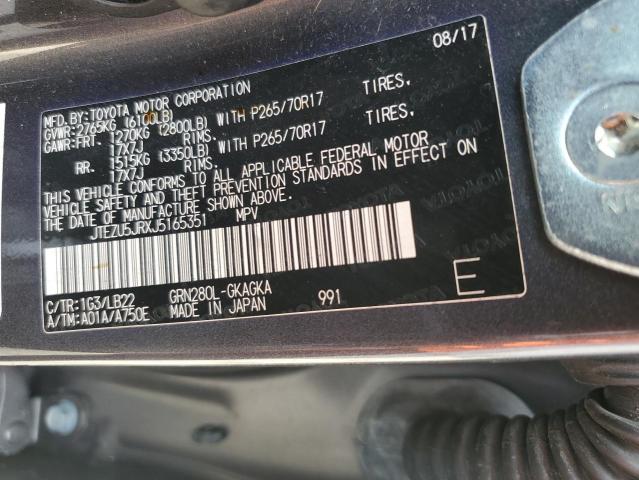 08/17
MFD. BY: TOYOTA MOTOR CORPORATION
GVWR: 2765KG (6100LB)
GAWR: FRT. 1270KG (2800LB) WITH P265/70R17 TIRES,
17X7J RIMS.
RR. 1515KG (3350LB) WITH P265/70R17 TIRES,
17X7J RIMS.
THIS VEHICLE CONFORMS TO ALL APPLICABLE FEDERAL MOTOR
VEHICLE SAFETY AND THEFT PREVENTION STANDARDS IN EFFECT ON
THE DATE OF MANUFACTURE SHOWN ABOVE.
JTEZU5JRXJ5165351 MPV
C/TR: 1G3/LB22 GRN280L-GKAGKA
A/TM: A01A/A750E MADE IN JAPAN 991 E